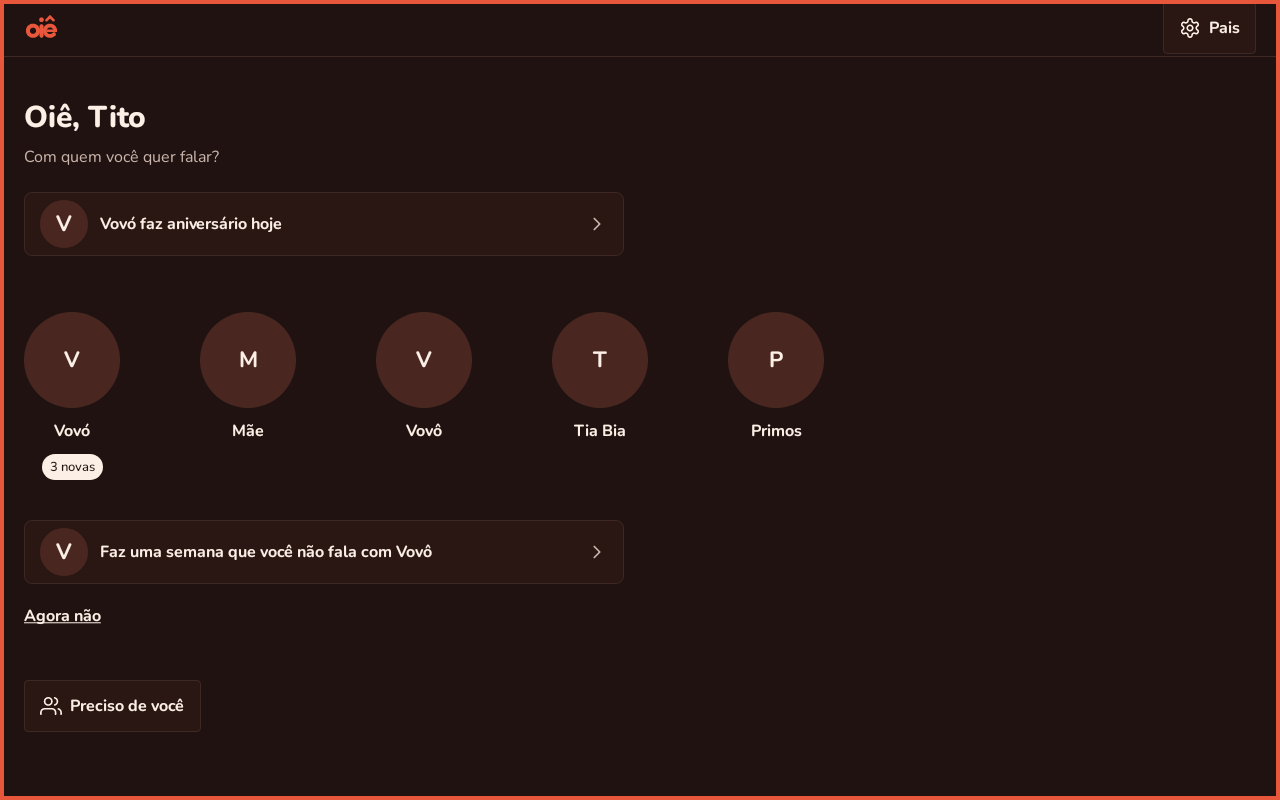 oiê
Pais
Oiê, Tito
Com quem você quer falar?
V
Vovó faz aniversário hoje
V
M
V
T
P
Vovó
Mãe
Vovô
Tia Bia
Primos
3 novas
V
Faz uma semana que você não fala com Vovô
Agora não
Preciso de você